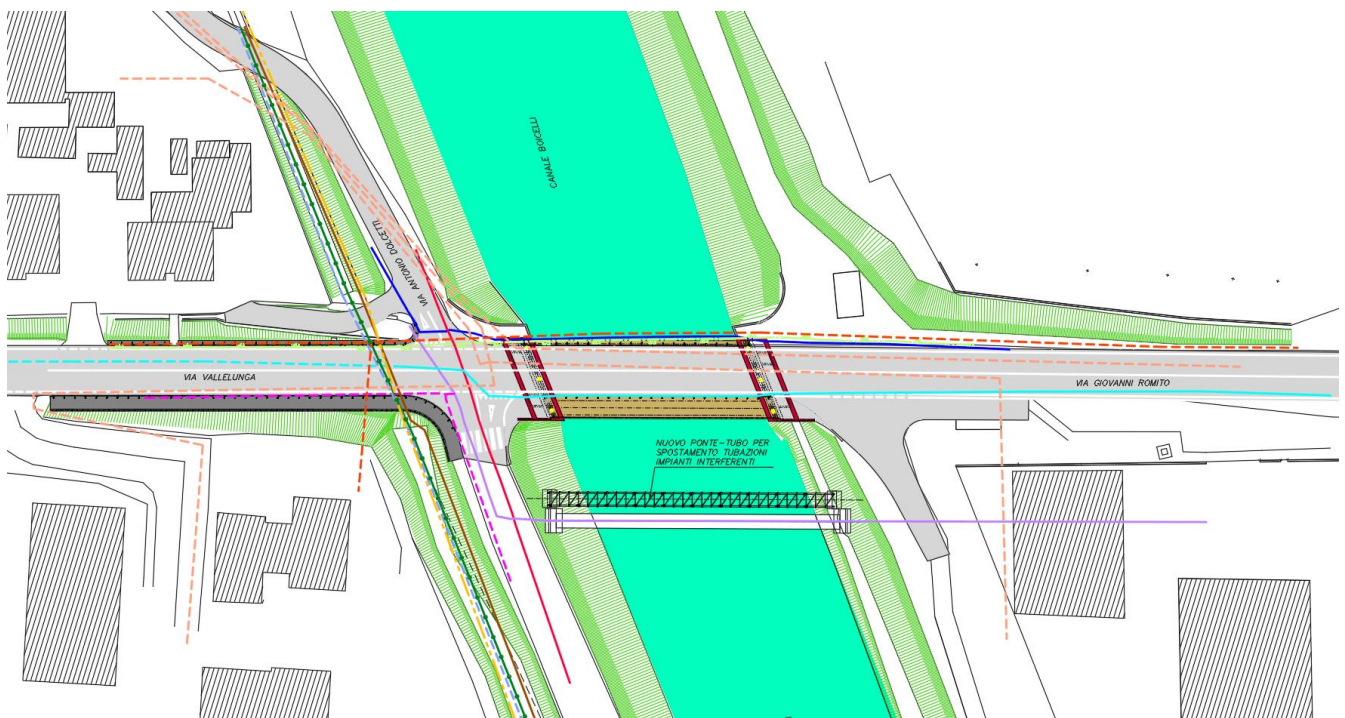 CANALE BOICELLI
VIA ANTONIO DOLCETTI
VIA VALLELUNGA
VIA GIOVANNI ROMITO
NUOVO PONTE-TUBO PER
SPOSTAMENTO TUBAZIONI
IMPIANTI INTERFERENTI